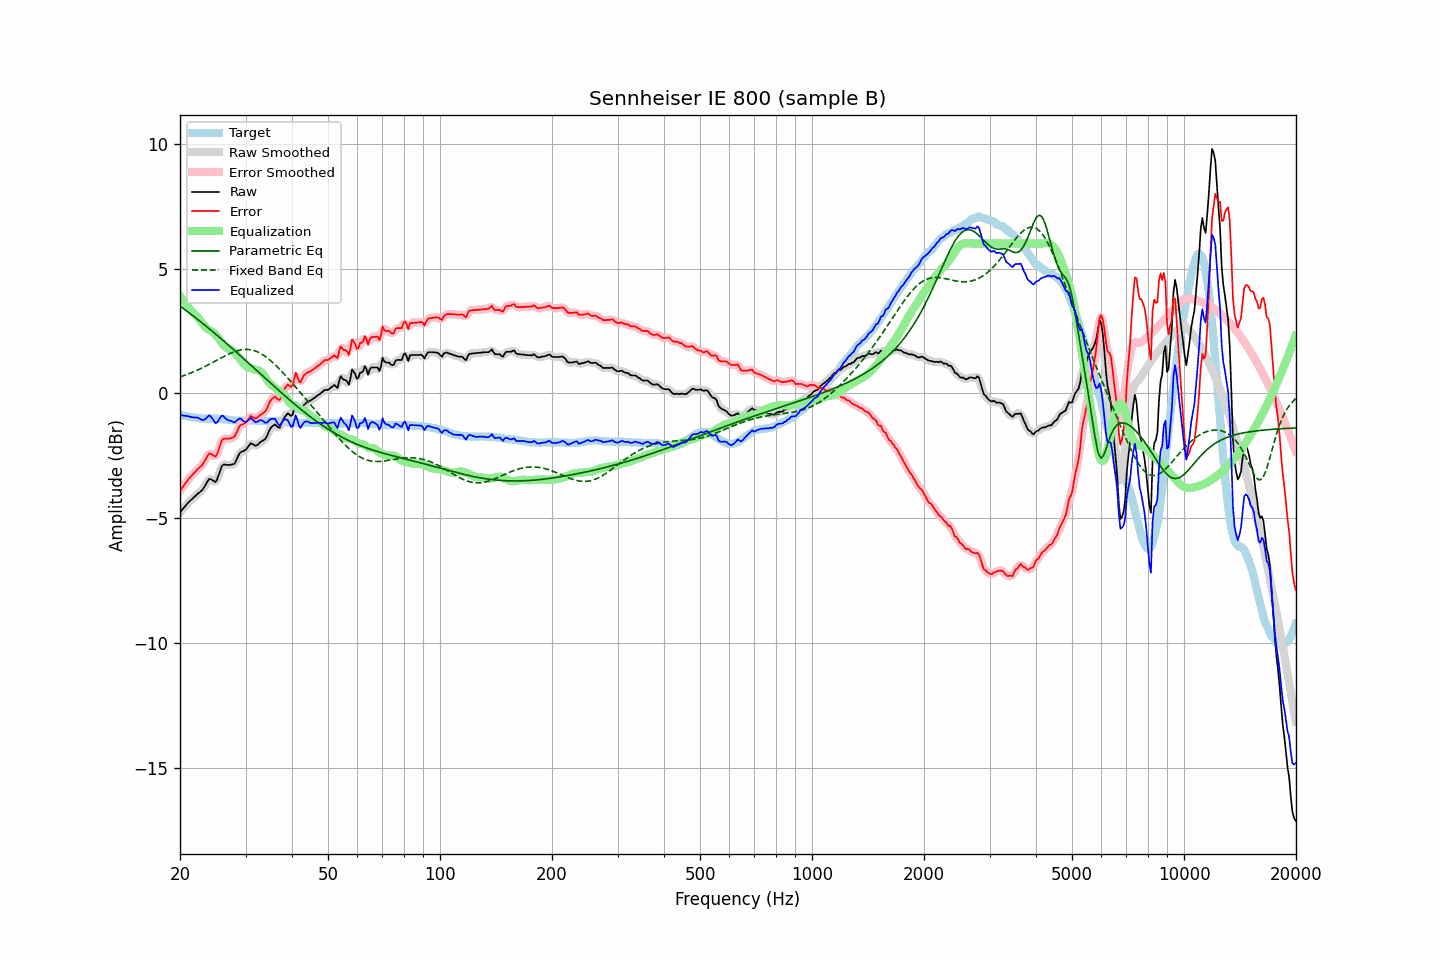 Sennheiser IE 800 (sample B)
Target
Raw Smoothed
Error Smoothed
Raw
Error
Equalization
Parametric Eq
Fixed Band Eq
Equalized
Amplitude (dBr)
10
5
0
−5
−10
−15
20 50 100 200 500 1000 2000 5000 10000 20000
Frequency (Hz)